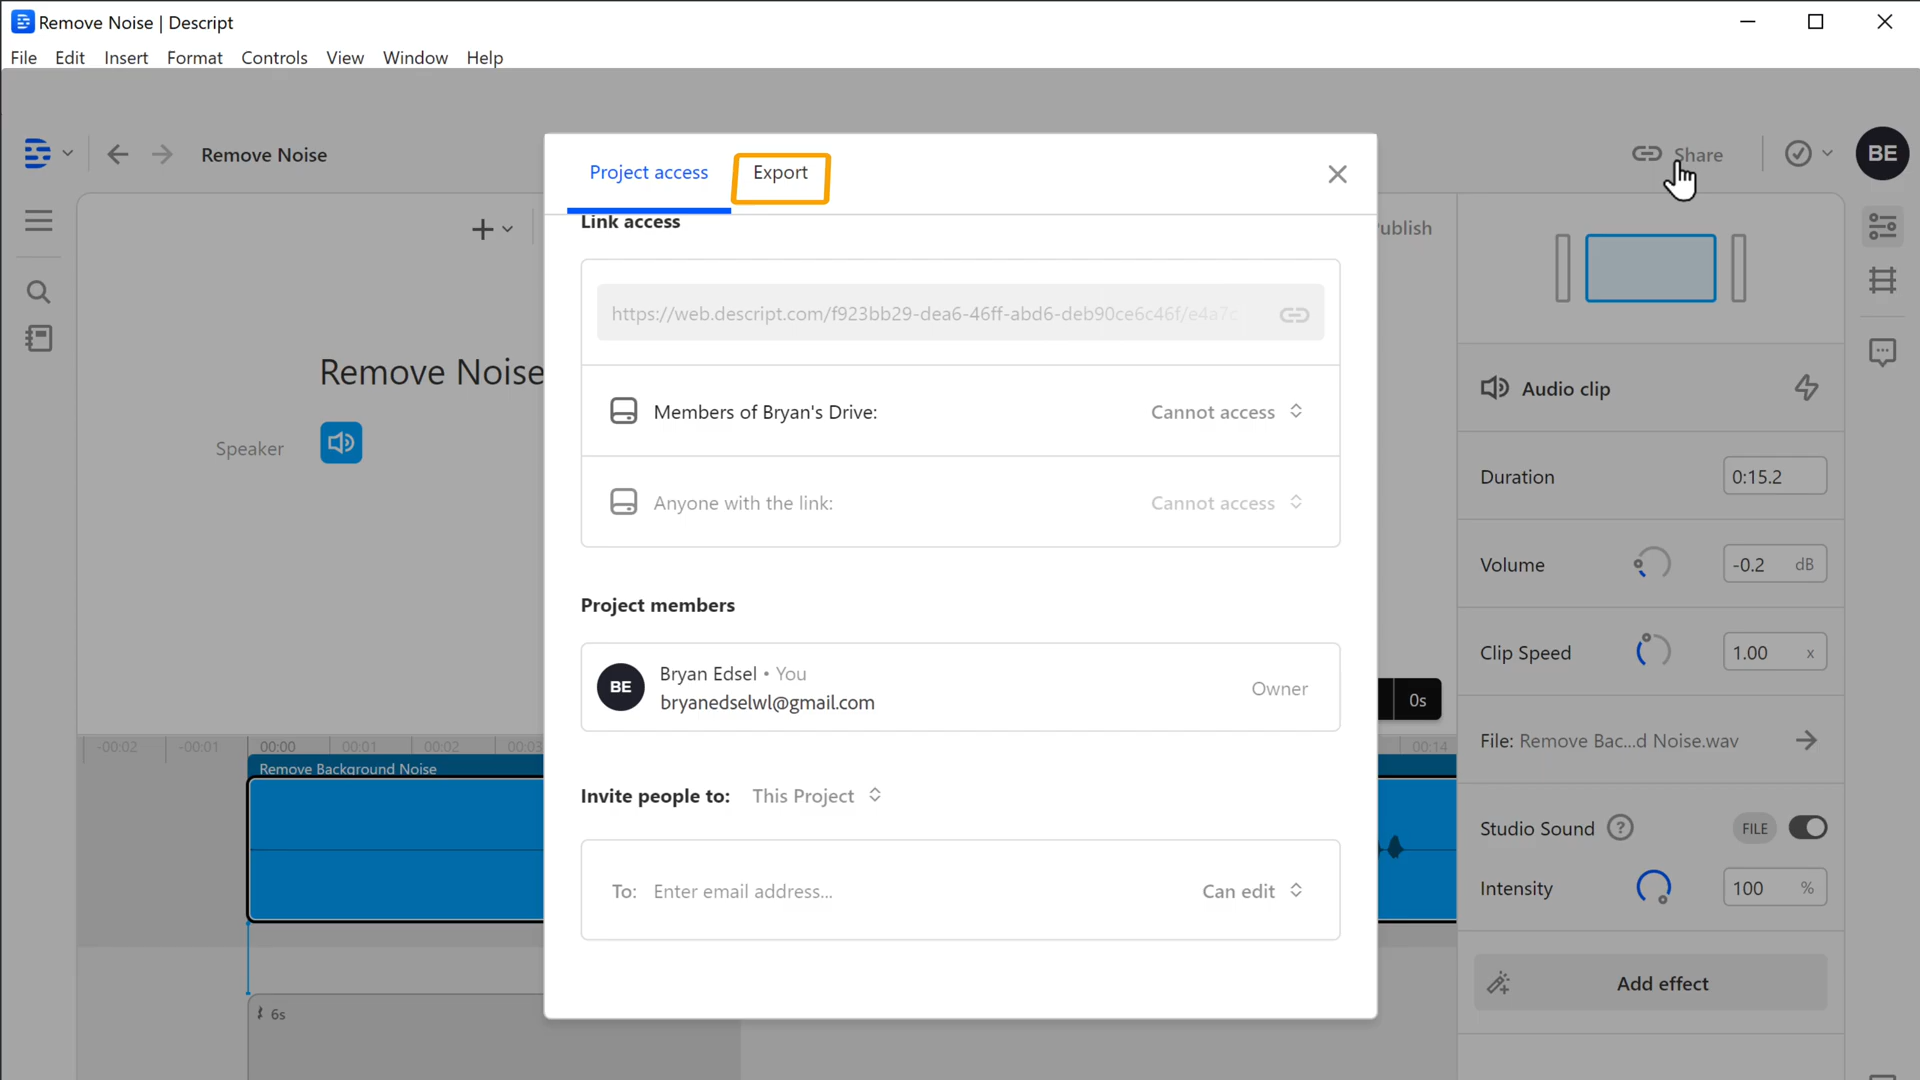 Remove Noise | Descript
File Edit Insert Format Controls View Window Help
Remove Noise
Share
BE
Project access
Export
Link access
ublish
https://web.descript.com/f923bb29-dea6-46ff-abd6-deb90ce6c46f/e4a7c
Remove Noise
Members of Bryan's Drive:
Cannot access
Audio clip
Speaker
Anyone with the link:
Cannot access
Duration
0:15.2
Volume
-0.2 dB
Project members
Clip Speed
1.00 x
BE
Bryan Edsel • You
bryanedselwl@gmail.com
Owner
0s
-00:02 -00:01 00:00 00:01 00:02 00:03
00:14
File: Remove Bac...d Noise.wav
Remove Background Noise
Invite people to:
This Project
Studio Sound ?
FILE
To:
Enter email address...
Can edit
Intensity
100 %
Add effect
6s